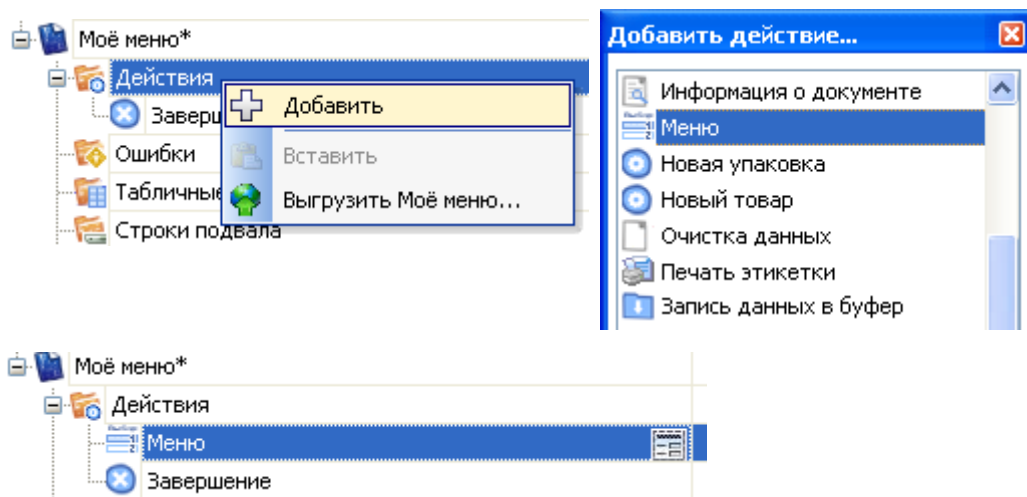 Моё меню*
Действия
Заверш
Ошибки
Табличные
Строки подвала
Добавить
Вставить
Выгрузить Моё меню...
Добавить действие...
Информация о документе
Меню
Новая упаковка
Новый товар
Очистка данных
Печать этикетки
Запись данных в буфер
Моё меню*
Действия
Меню
Завершение